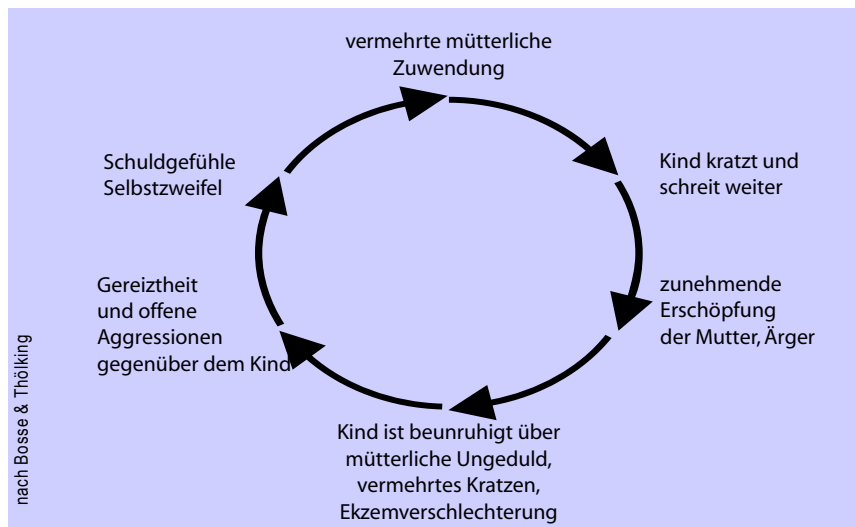 vermehrte mütterliche
Zuwendung
Kind kratzt und
schreit weiter
zunehmende
Erschöpfung
der Mutter, Ärger
Kind ist beunruhigt über
mütterliche Ungeduld,
vermehrtes Kratzen,
Ekzemverschlechterung
Gereiztheit
und offene
Aggressionen
gegenüber dem Kind
Schuldgefühle
Selbstzweifel
nach Bosse & Thölking